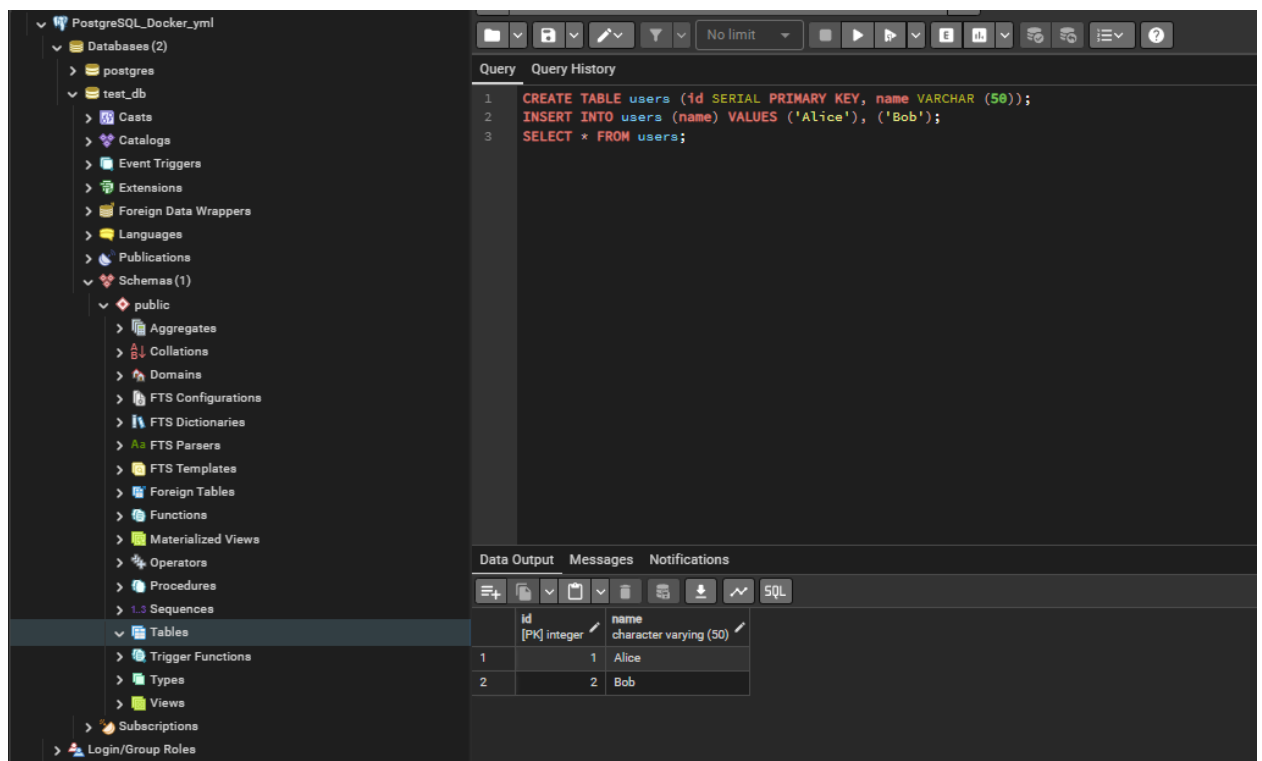 PostgreSQL_Docker_yml
Databases (2)
postgres
test_db
Casts
Catalogs
Event Triggers
Extensions
Foreign Data Wrappers
Languages
Publications
Schemas (1)
public
Aggregates
Collations
Domains
FTS Configurations
FTS Dictionaries
Aa FTS Parsers
FTS Templates
Foreign Tables
Functions
Materialized Views
Operators
Procedures
1..3 Sequences
Tables
Trigger Functions
Types
Views
Subscriptions
Login/Group Roles
No limit
E
Query Query History
1 CREATE TABLE users (id SERIAL PRIMARY KEY, name VARCHAR (50));
2 INSERT INTO users (name) VALUES ('Alice'), ('Bob');
3 SELECT * FROM users;
Data Output Messages Notifications
SQL
id name
[PK] integer character varying (50)
1 1 Alice
2 2 Bob